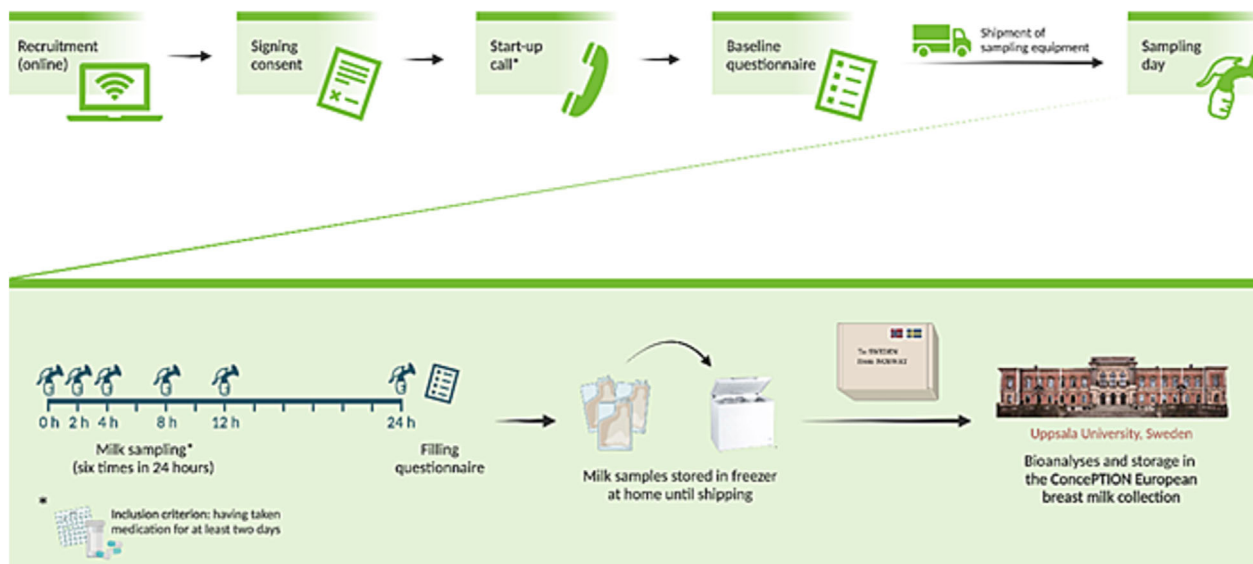 Recruitment
(online)
Signing
consent
Start-up
call*
Baseline
questionnaire
Shipment of
sampling equipment
Sampling
day
0 h 2 h 4 h 8 h 12 h 24 h
Milk sampling*
(six times in 24 hours)
Filling
questionnaire
*
Inclusion criterion: having taken
medication for at least two days
Milk samples stored in freezer
at home until shipping
To SWEDEN
From NORWAY
Uppsala University, Sweden
Bioanalyses and storage in
the ConcePTION European
breast milk collection